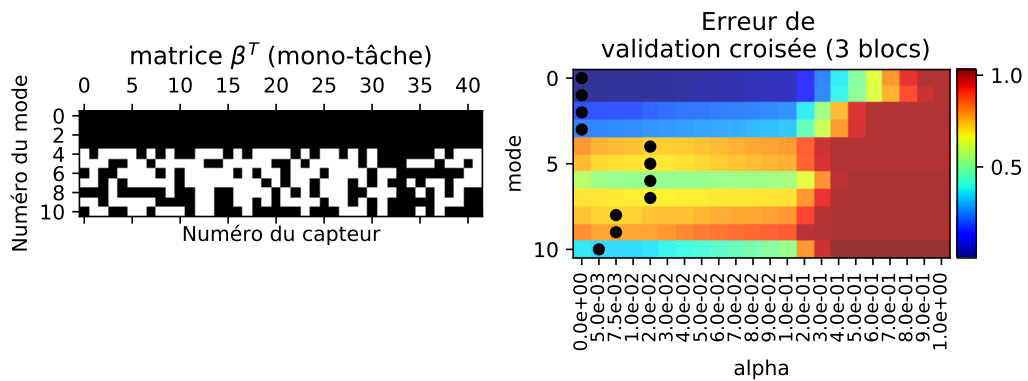 matrice β^T (mono-tâche)
0 5 10 15 20 25 30 35 40
Numéro du mode
0
2
4
6
8
10
Numéro du capteur
Erreur de
validation croisée (3 blocs)
mode
0
5
10
0.0e+00
5.0e-03
7.5e-03
1.0e-02
2.0e-02
3.0e-02
4.0e-02
5.0e-02
6.0e-02
7.0e-02
8.0e-02
9.0e-02
1.0e-01
2.0e-01
3.0e-01
4.0e-01
5.0e-01
6.0e-01
7.0e-01
8.0e-01
9.0e-01
1.0e+00
alpha
1.0
0.5